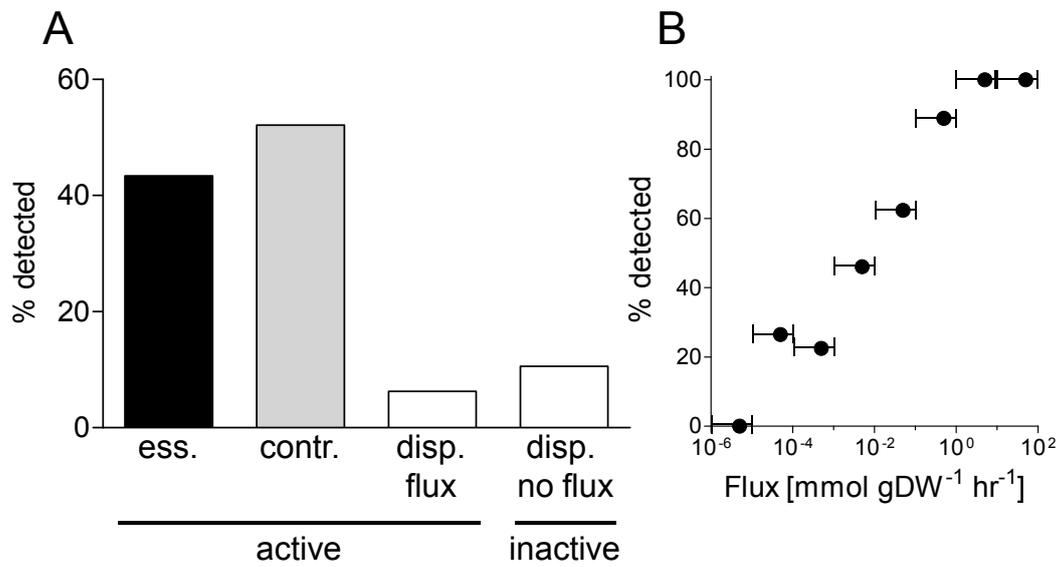 A
B
60
40
20
0
% detected
ess.
contr.
disp.
flux
disp.
no flux
active
inactive
100
80
60
40
20
0
% detected
10⁻⁶
10⁻⁴
10⁻²
10⁰
10²
Flux [mmol gDW⁻¹ hr⁻¹]